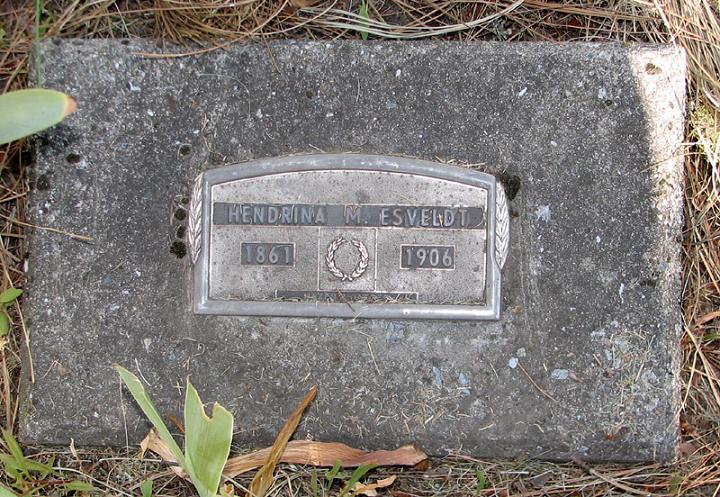 HENDRINA M. ESVELDT
1861 1906